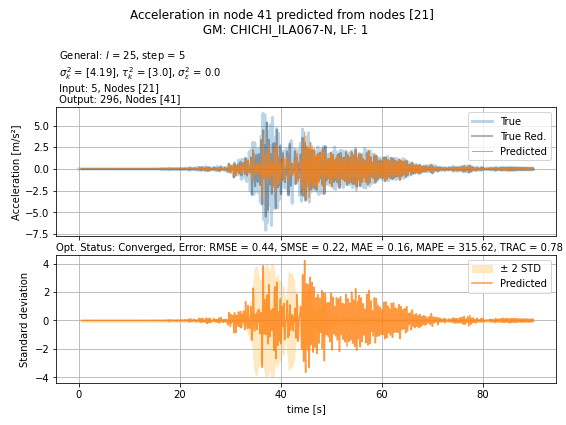 Acceleration in node 41 predicted from nodes [21]
GM: CHICHI_ILA067-N, LF: 1
General: l = 25, step = 5
σ²ₖ = [4.19], τ²ₖ = [3.0], σ²ε = 0.0
Input: 5, Nodes [21]
Output: 296, Nodes [41]
Acceleration [m/s²]
5.0
2.5
0.0
−2.5
−5.0
−7.5
True
True Red.
Predicted
Opt. Status: Converged, Error: RMSE = 0.44, SMSE = 0.22, MAE = 0.16, MAPE = 315.62, TRAC = 0.78
Standard deviation
4
2
0
−2
−4
± 2 STD
Predicted
0
20
40
60
80
time [s]